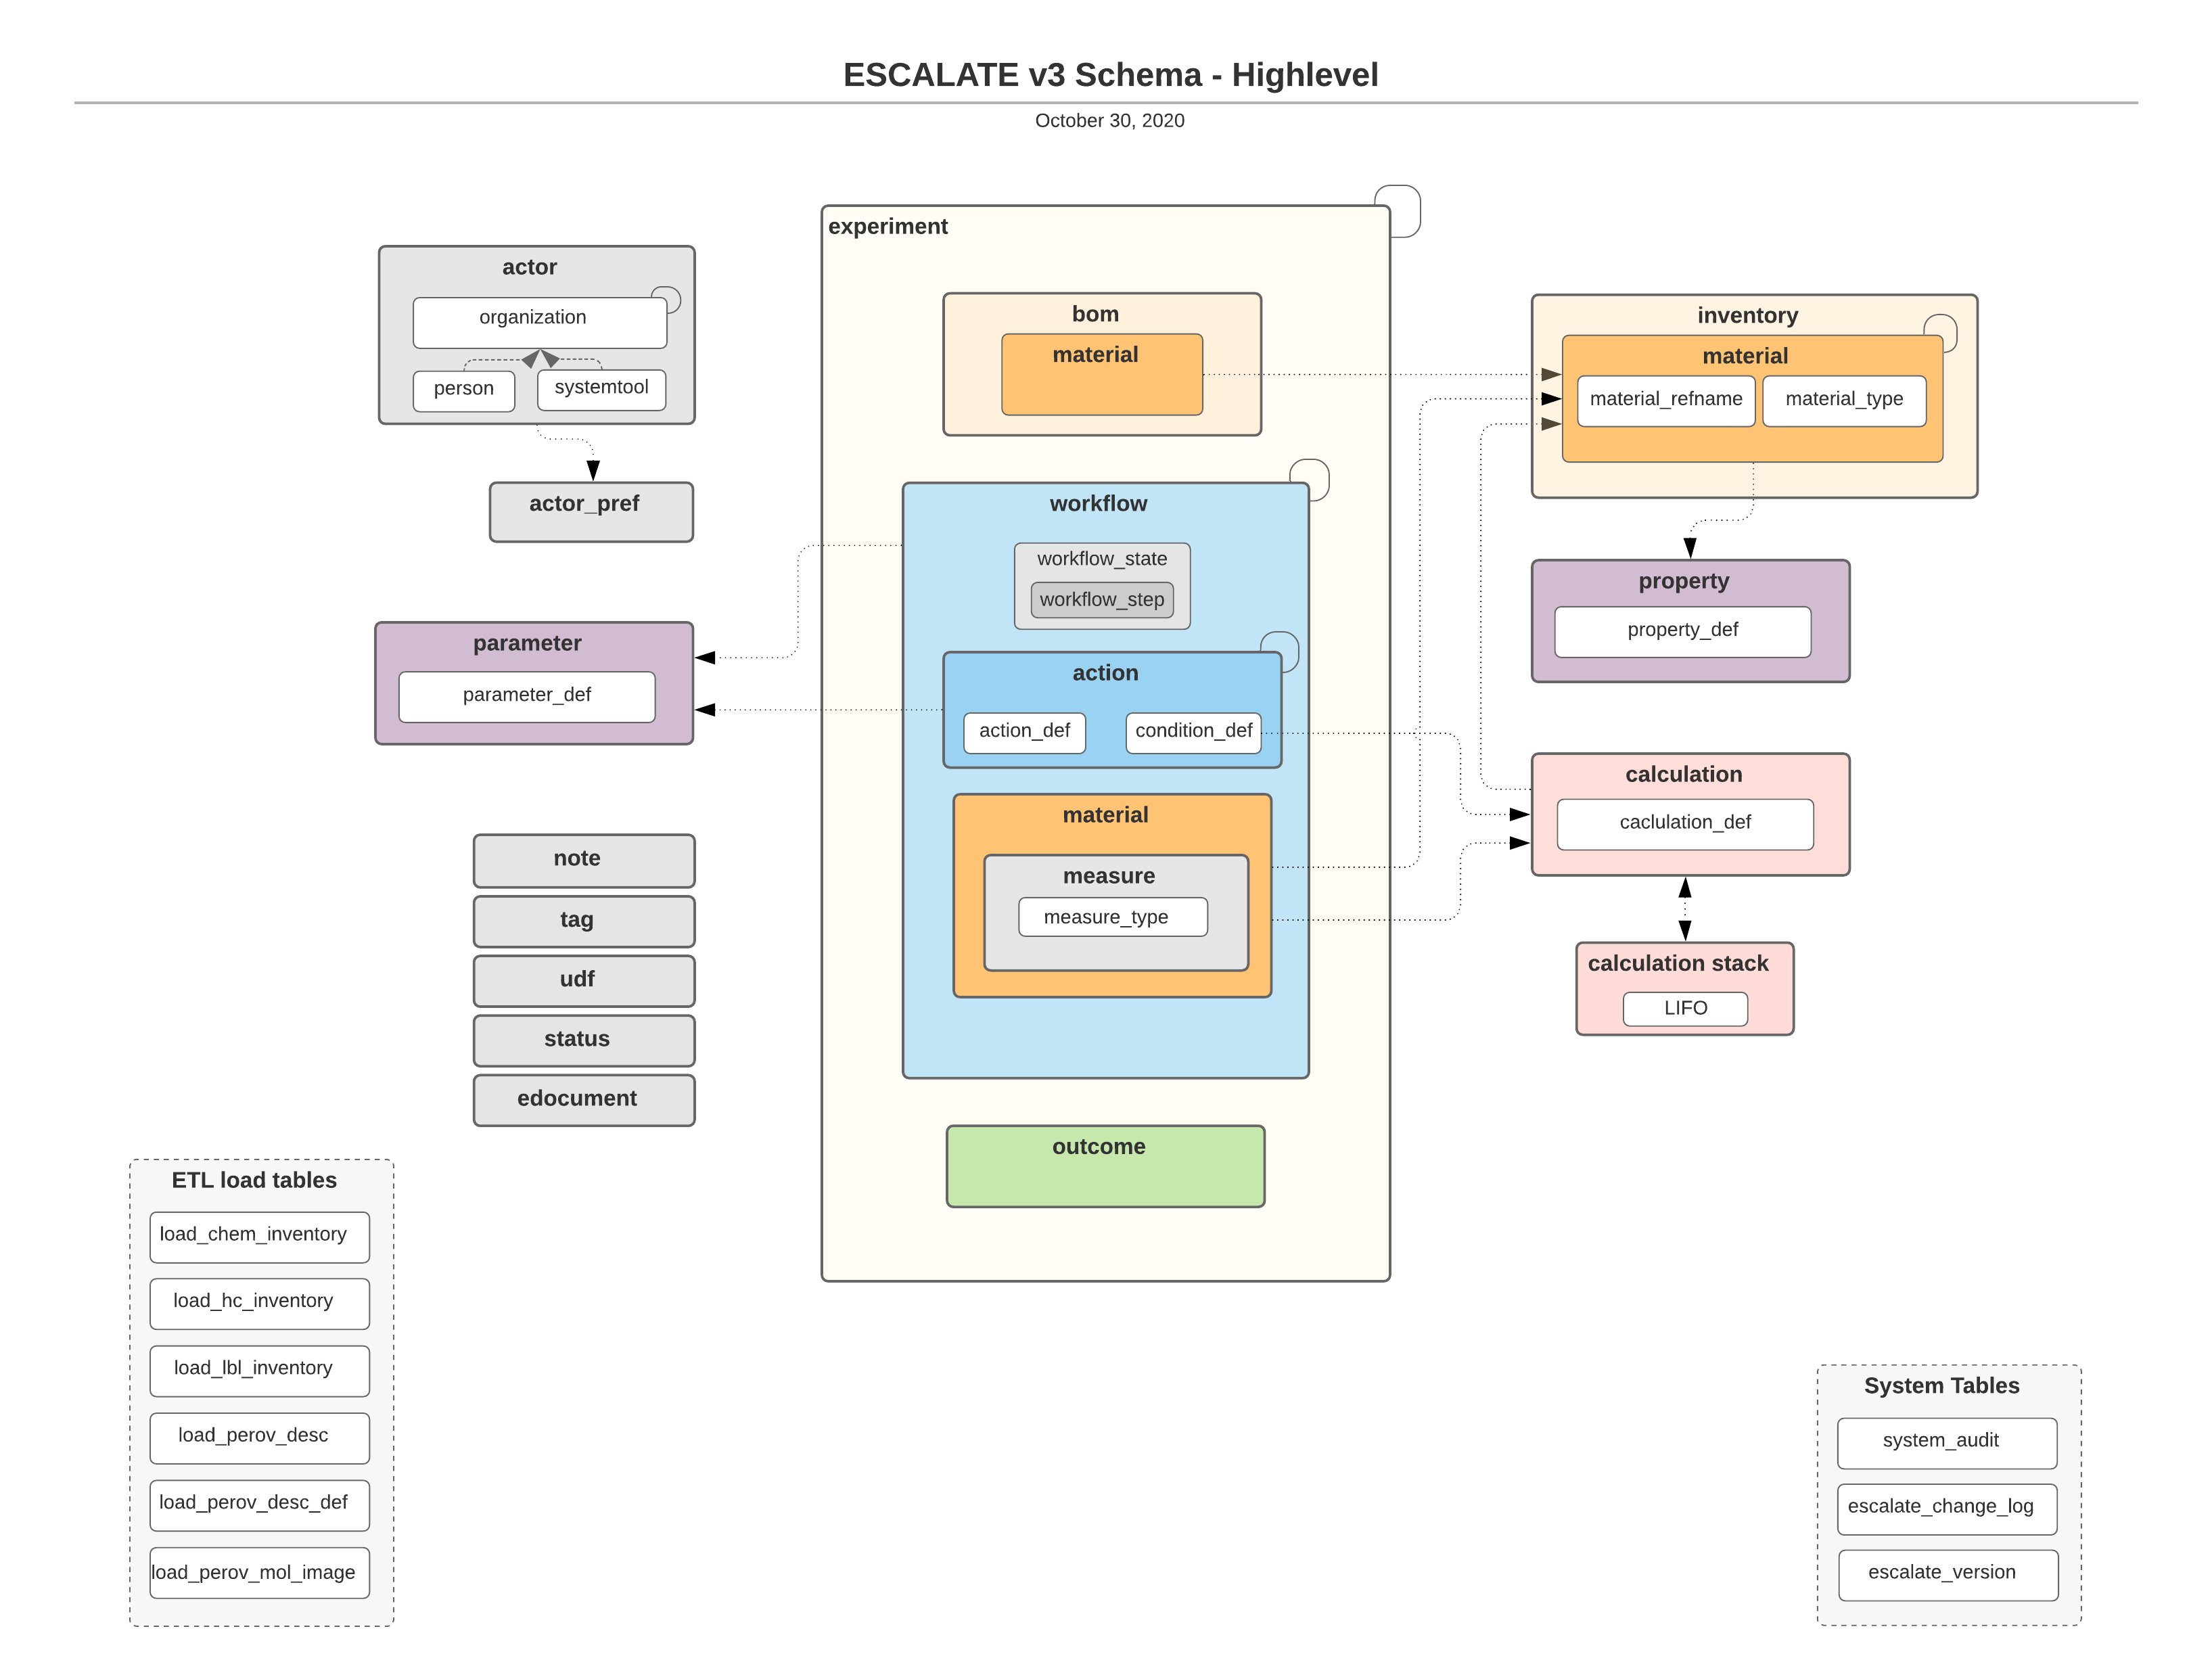 ESCALATE v3 Schema - Highlevel
October 30, 2020
actor
organization
person
systemtool
actor_pref
parameter
parameter_def
note
tag
udf
status
edocument
ETL load tables
load_chem_inventory
load_hc_inventory
load_lbl_inventory
load_perov_desc
load_perov_desc_def
load_perov_mol_image
experiment
bom
material
workflow
workflow_state
workflow_step
action
action_def
condition_def
material
measure
measure_type
outcome
inventory
material
material_refname
material_type
property
property_def
calculation
caclulation_def
calculation stack
LIFO
System Tables
system_audit
escalate_change_log
escalate_version